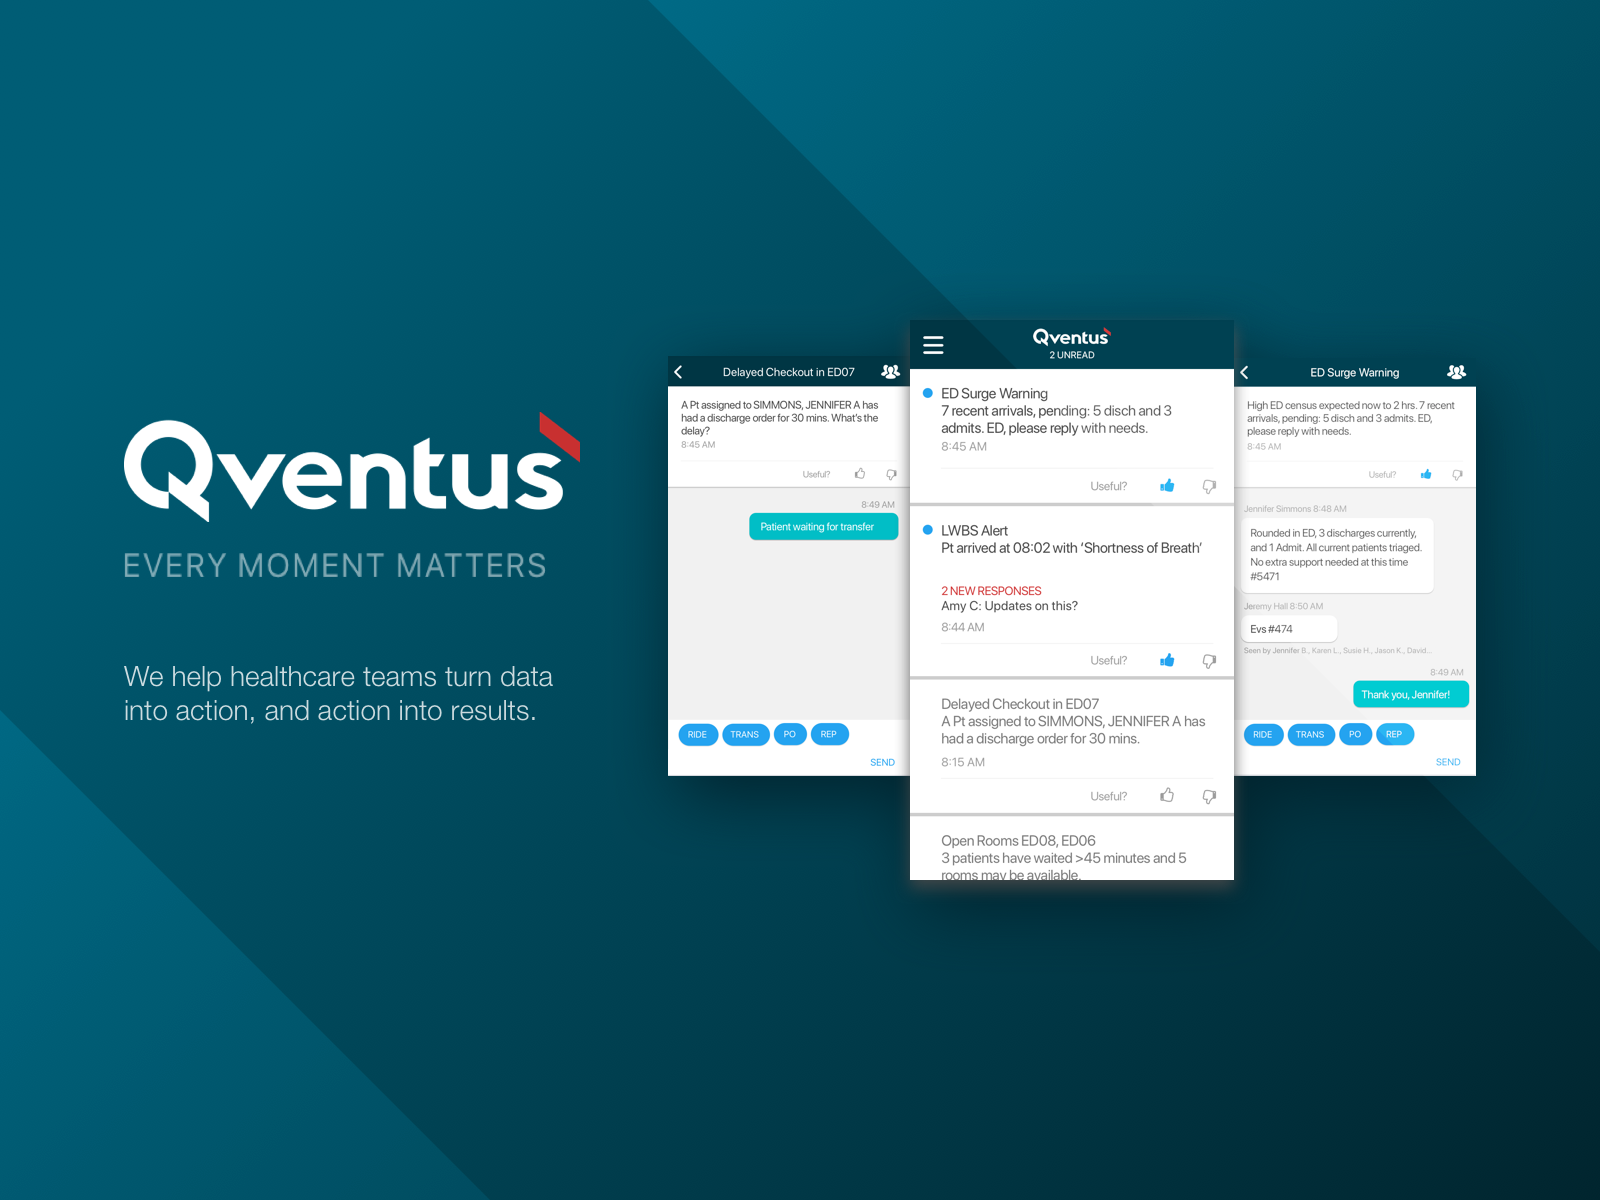 Qventus
EVERY MOMENT MATTERS
We help healthcare teams turn data
into action, and action into results.
Delayed Checkout in ED07
A Pt assigned to SIMMONS, JENNIFER A has
had a discharge order for 30 mins. What's the
delay?
8:45 AM
Useful?
8:49 AM
Patient waiting for transfer
RIDE TRANS PO REP
SEND
Qventus
2 UNREAD
ED Surge Warning
7 recent arrivals, pending: 5 disch and 3
admits. ED, please reply with needs.
8:45 AM
Useful?
LWBS Alert
Pt arrived at 08:02 with ‘Shortness of Breath’
2 NEW RESPONSES
Amy C: Updates on this?
8:44 AM
Useful?
Delayed Checkout in ED07
A Pt assigned to SIMMONS, JENNIFER A has
had a discharge order for 30 mins.
8:15 AM
Useful?
Open Rooms ED08, ED06
3 patients have waited >45 minutes and 5
rooms may be available.
ED Surge Warning
High ED census expected now to 2 hrs. 7 recent
arrivals, pending: 5 disch and 3 admits. ED,
please reply with needs.
8:45 AM
Useful?
Jennifer Simmons 8:48 AM
Rounded in ED, 3 discharges currently,
and 1 Admit. All current patients triaged.
No extra support needed at this time
#5471
Jeremy Hall 8:50 AM
Evs #474
Seen by Jennifer B., Karen L., Susie H., Jason K., David...
8:49 AM
Thank you, Jennifer!
RIDE TRANS PO REP
SEND